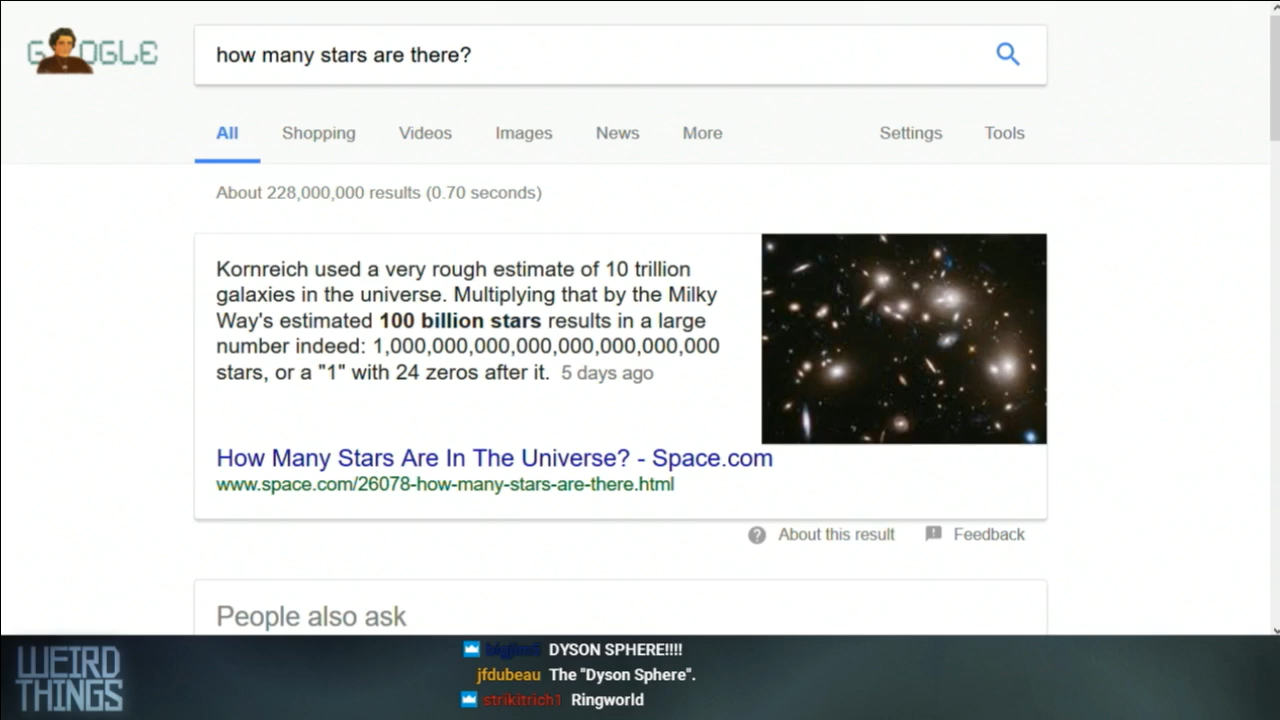 GOOGLE
how many stars are there?
All Shopping Videos Images News More Settings Tools
About 228,000,000 results (0.70 seconds)
Kornreich used a very rough estimate of 10 trillion
galaxies in the universe. Multiplying that by the Milky
Way's estimated 100 billion stars results in a large
number indeed: 1,000,000,000,000,000,000,000,000
stars, or a "1" with 24 zeros after it. 5 days ago
How Many Stars Are In The Universe? - Space.com
www.space.com/26078-how-many-stars-are-there.html
About this result Feedback
People also ask
WEIRD
THINGS
DYSON SPHERE!!!!
jfdubeau The "Dyson Sphere".
strikitrich1 Ringworld